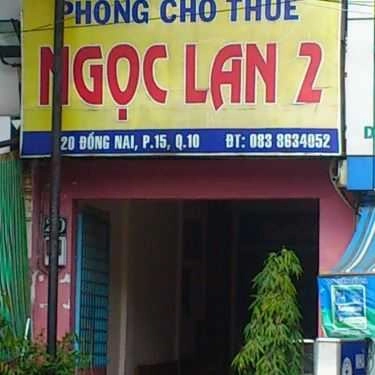 PHÒNG CHO THUÊ
NGỌC LAN 2
20 ĐỒNG NAI, P.15, Q.10 ĐT: 083 8634052